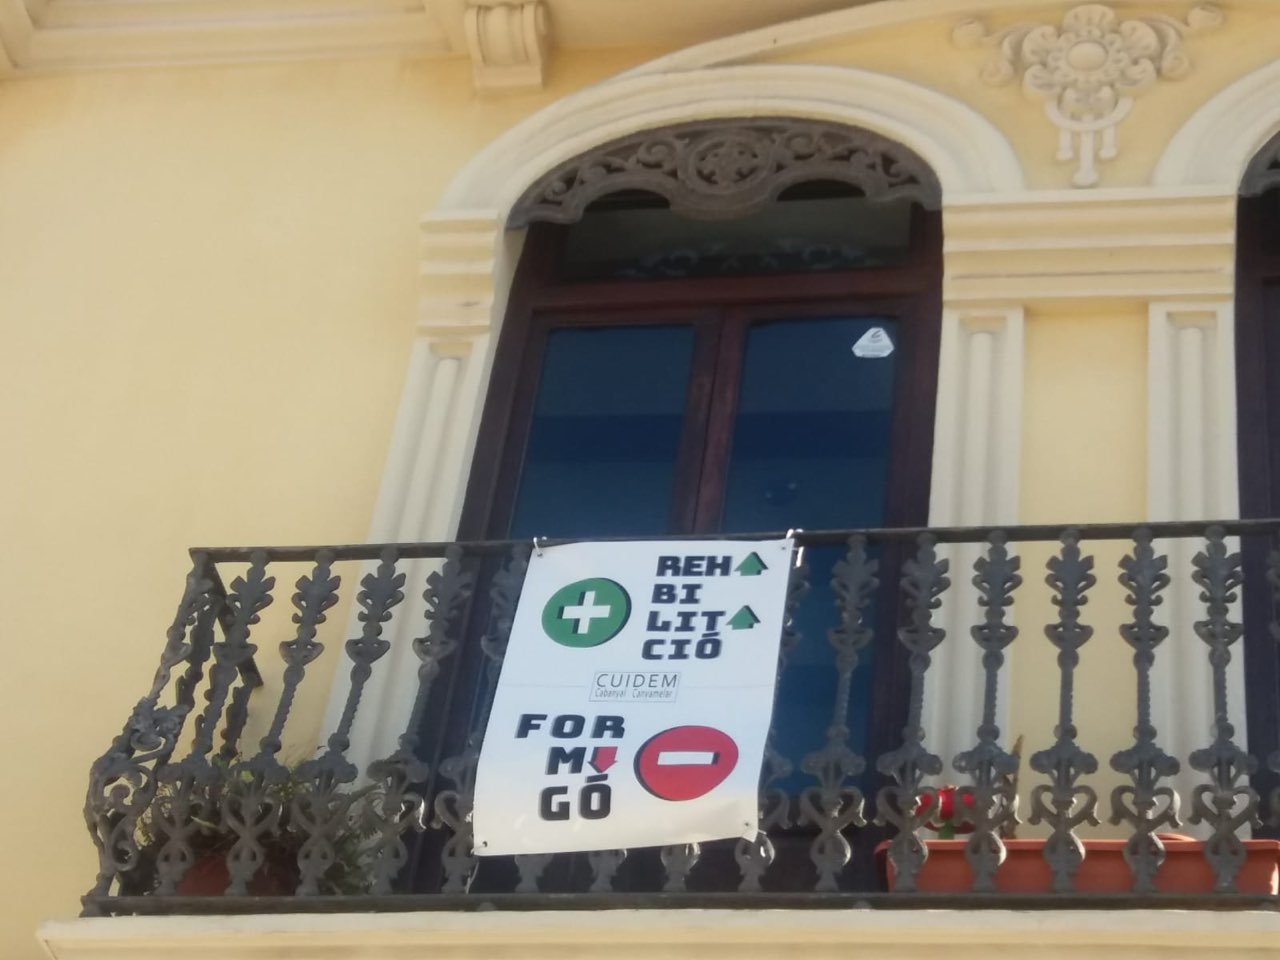 REH
BI
LIT
CIÓ
CUIDEM
Cabanyal Canyamelar
FOR
M
GÓ